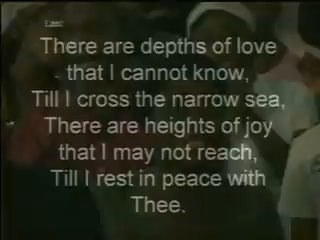 There are depths of love
that I cannot know,
Till I cross the narrow sea,
There are heights of joy
that I may not reach,
Till I rest in peace with
Thee.